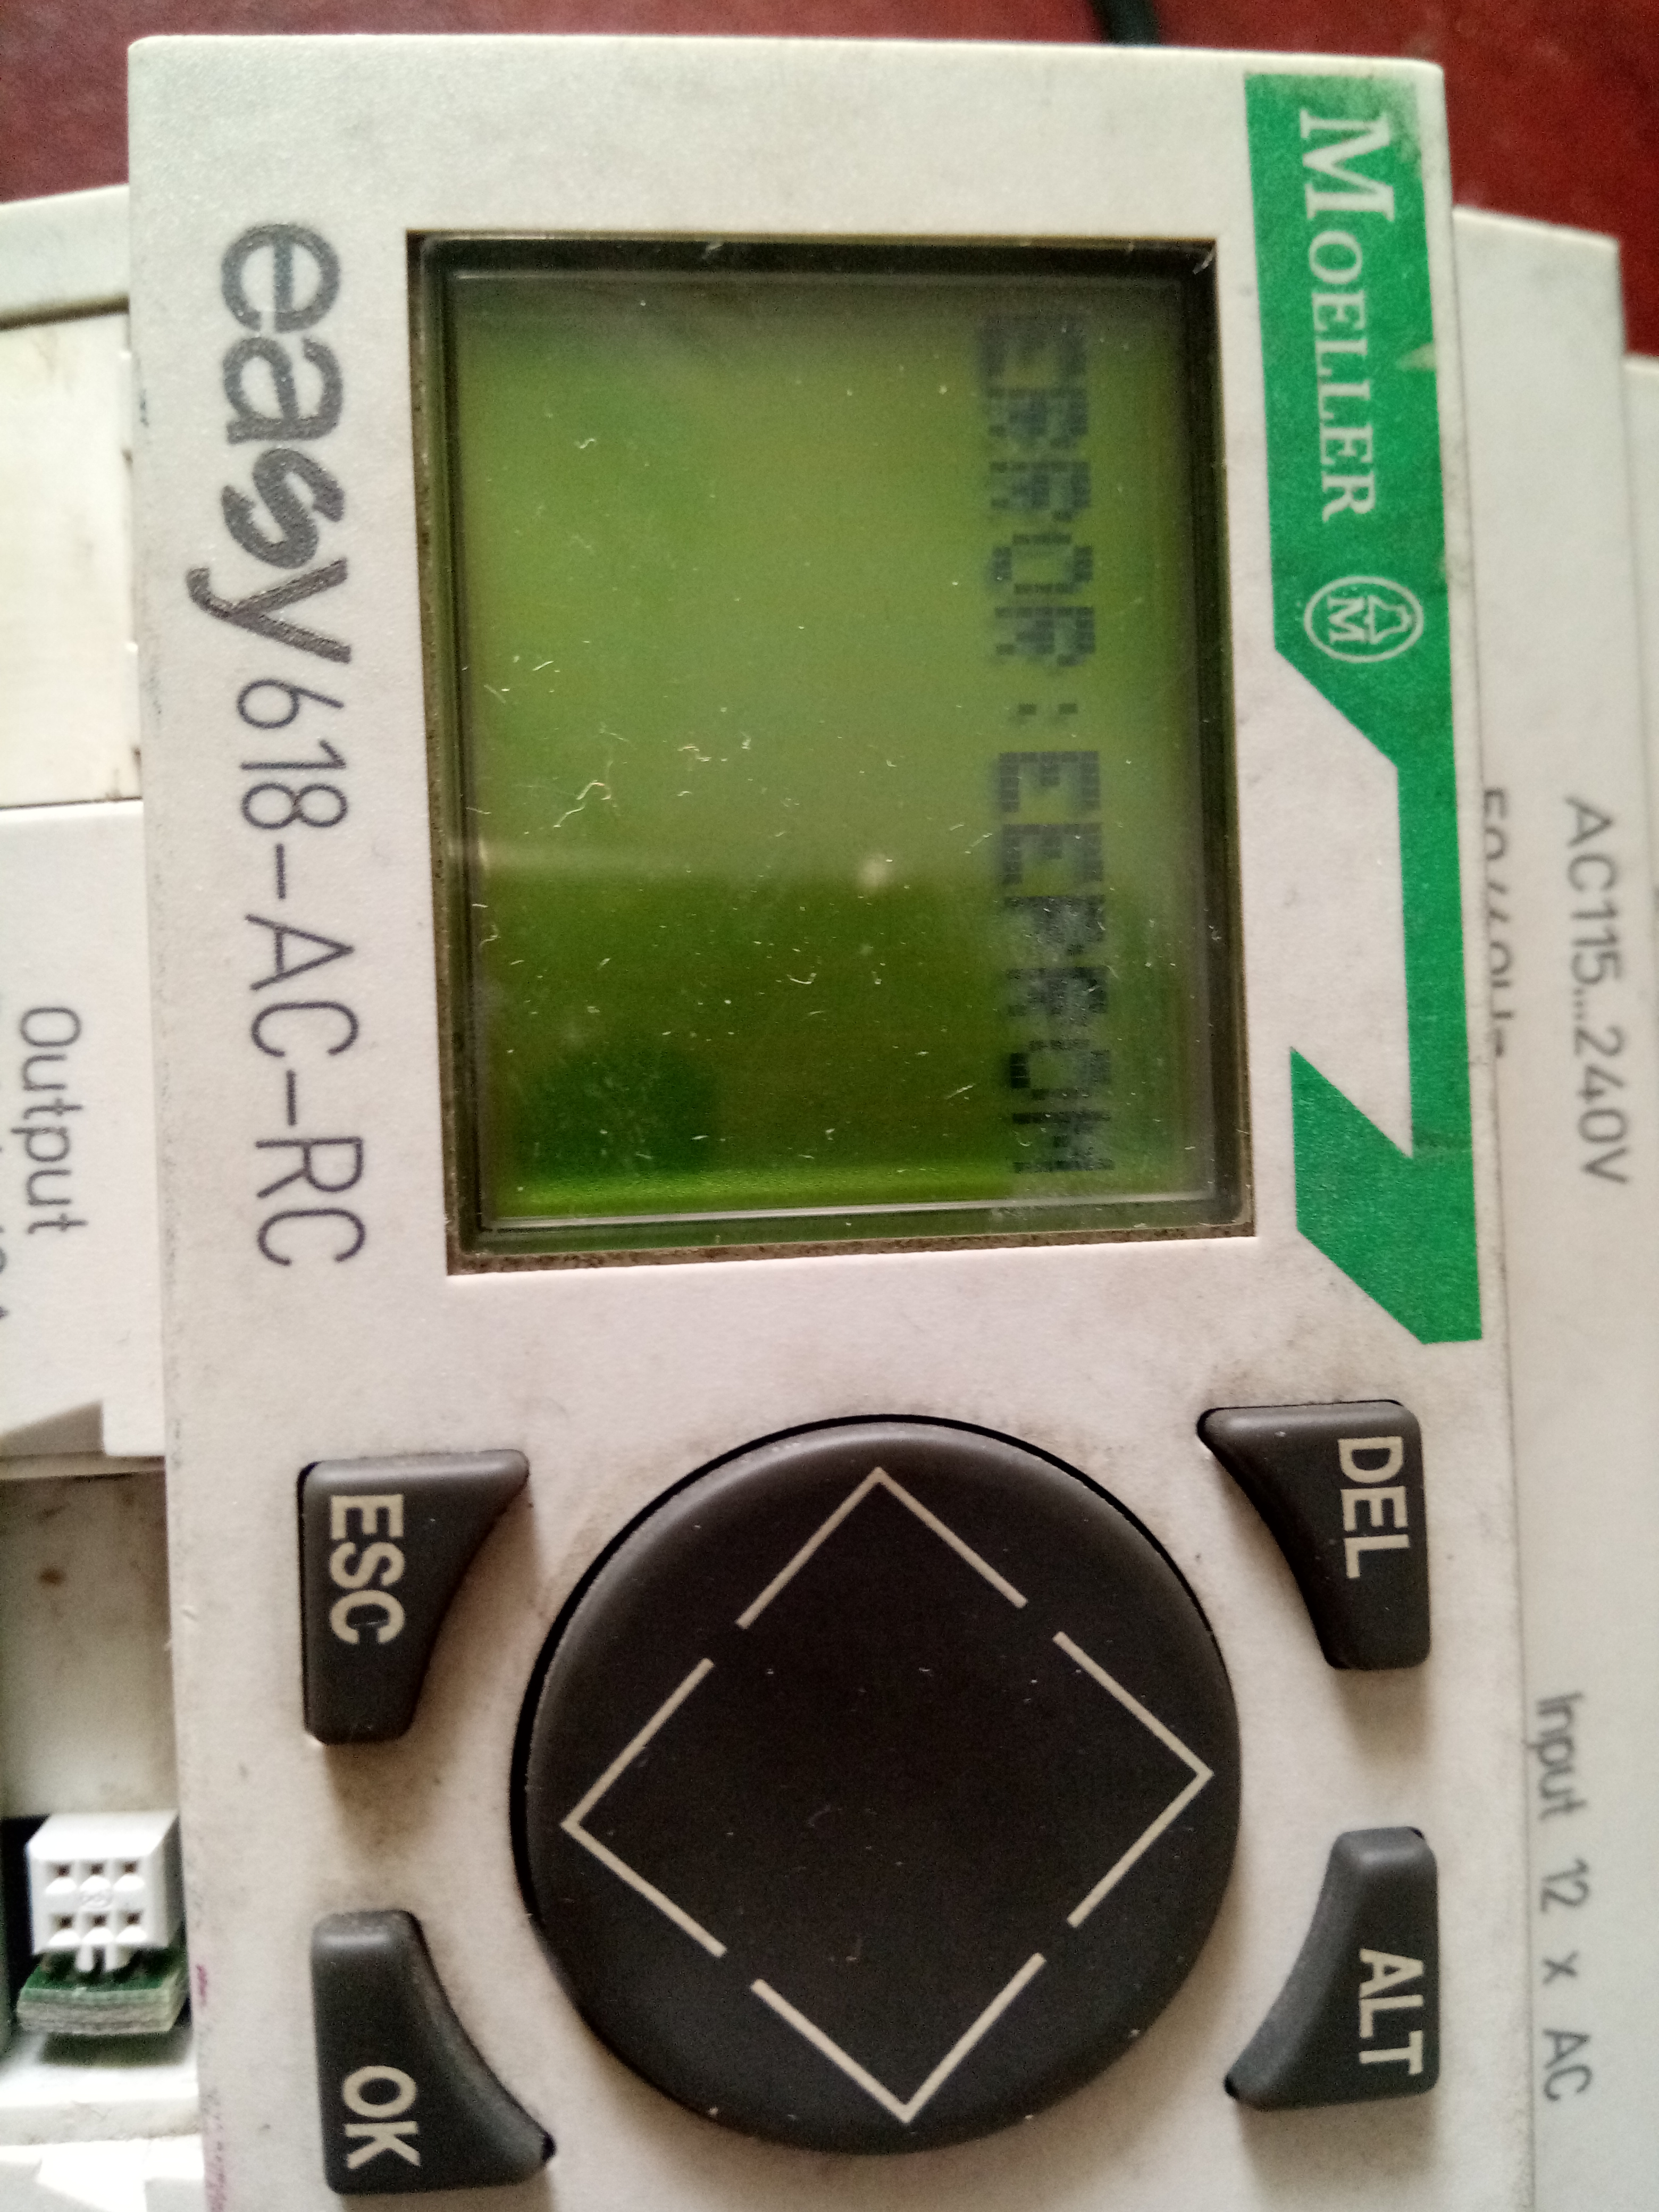 MOELLER
M
ERROR:EEPROM
easy618-AC-RC
DEL
ALT
ESC
OK
AC115...240V
Input 12 x AC
Output